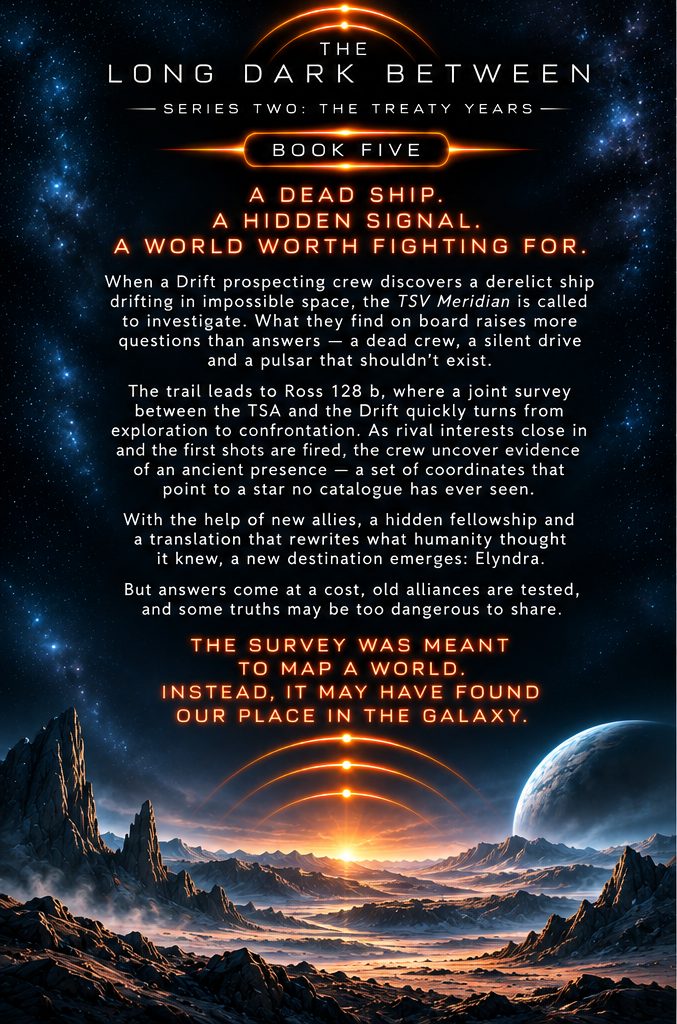 THE
LONG DARK BETWEEN
SERIES TWO: THE TREATY YEARS
BOOK FIVE
A DEAD SHIP.
A HIDDEN SIGNAL.
A WORLD WORTH FIGHTING FOR.
When a Drift prospecting crew discovers a derelict ship
drifting in impossible space, the TSV Meridian is called
to investigate. What they find on board raises more
questions than answers — a dead crew, a silent drive
and a pulsar that shouldn't exist.
The trail leads to Ross 128 b, where a joint survey
between the TSA and the Drift quickly turns from
exploration to confrontation. As rival interests close in
and the first shots are fired, the crew uncover evidence
of an ancient presence — a set of coordinates that
point to a star no catalogue has ever seen.
With the help of new allies, a hidden fellowship and
a translation that rewrites what humanity thought
it knew, a new destination emerges: Elyndra.
But answers come at a cost, old alliances are tested,
and some truths may be too dangerous to share.
THE SURVEY WAS MEANT
TO MAP A WORLD.
INSTEAD, IT MAY HAVE FOUND
OUR PLACE IN THE GALAXY.